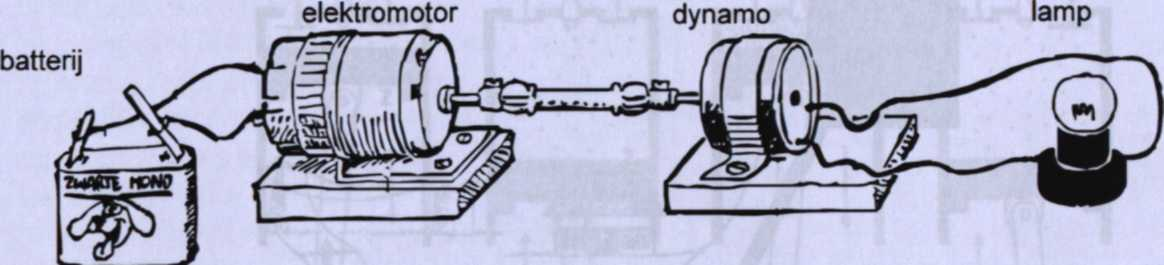 batterij
elektromotor
dynamo
lamp
ZWARTE HOND